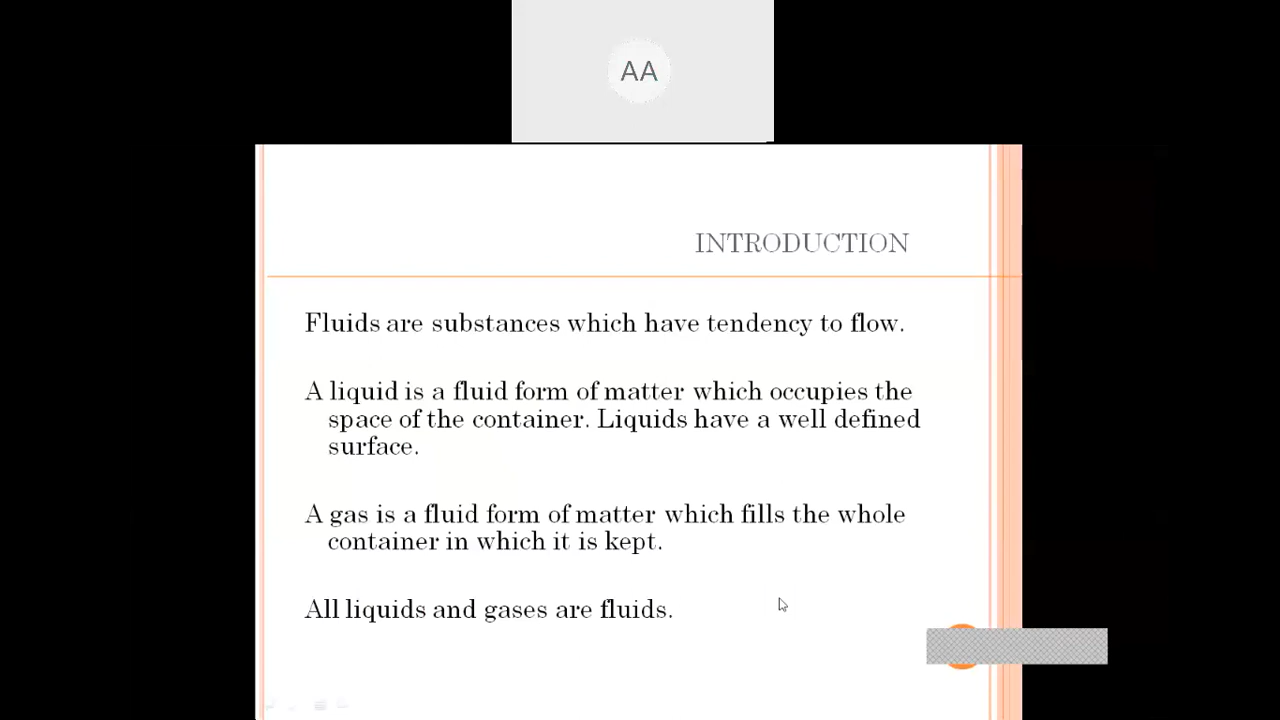 AA
INTRODUCTION
Fluids are substances which have tendency to flow.
A liquid is a fluid form of matter which occupies the
space of the container. Liquids have a well defined
surface.
A gas is a fluid form of matter which fills the whole
container in which it is kept.
All liquids and gases are fluids.